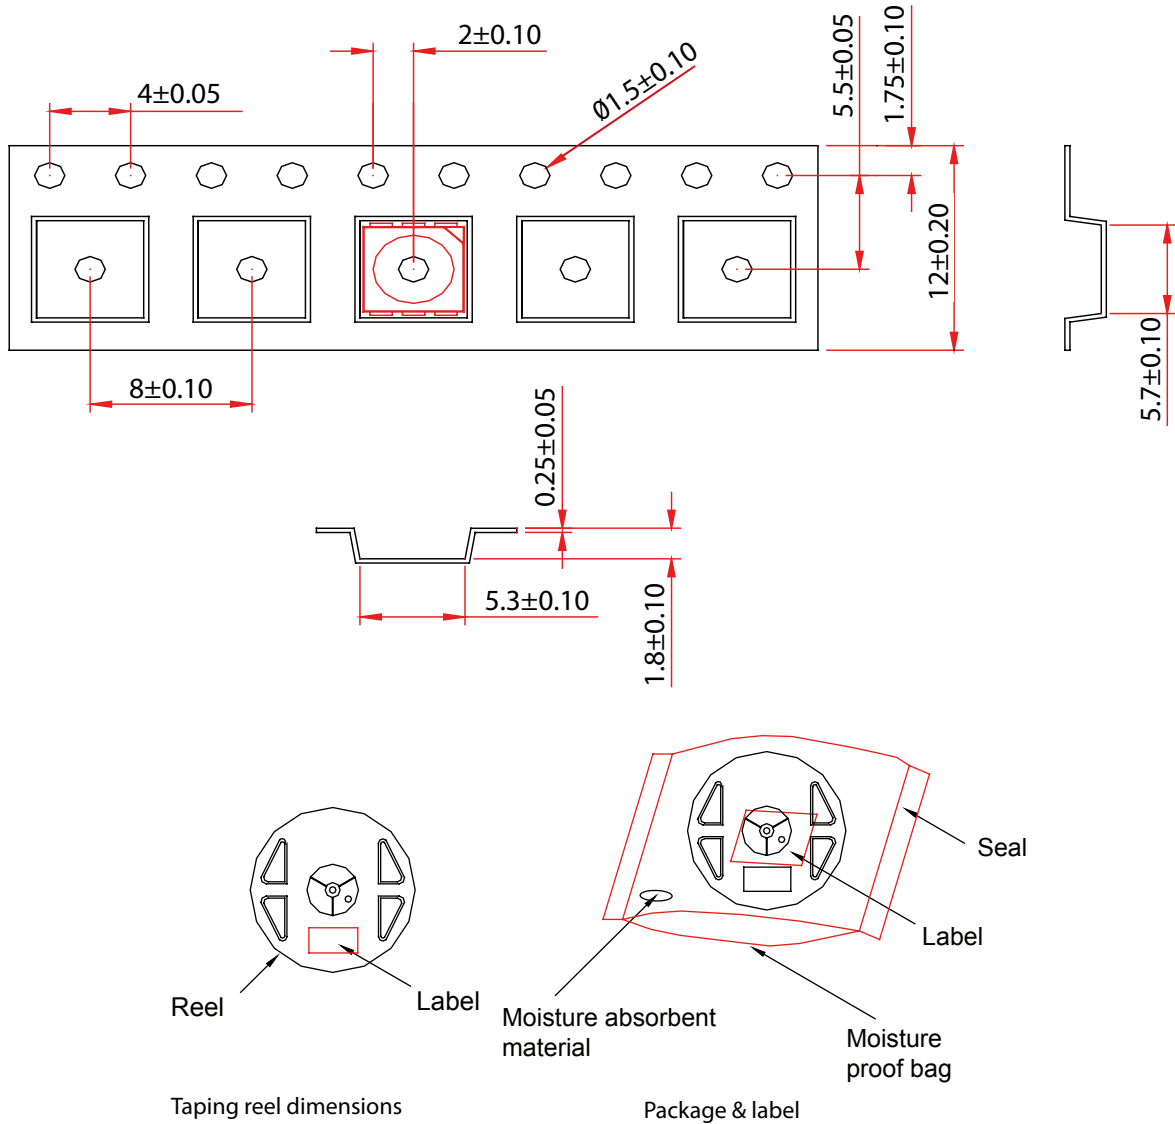 2±0.10
4±0.05
Ø1.5±0.10
5.5±0.05
1.75±0.10
12±0.20
5.7±0.10
8±0.10
0.25±0.05
5.3±0.10
1.8±0.10
Seal
Label
Reel
Label
Moisture absorbent
material
Moisture
proof bag
Taping reel dimensions
Package & label